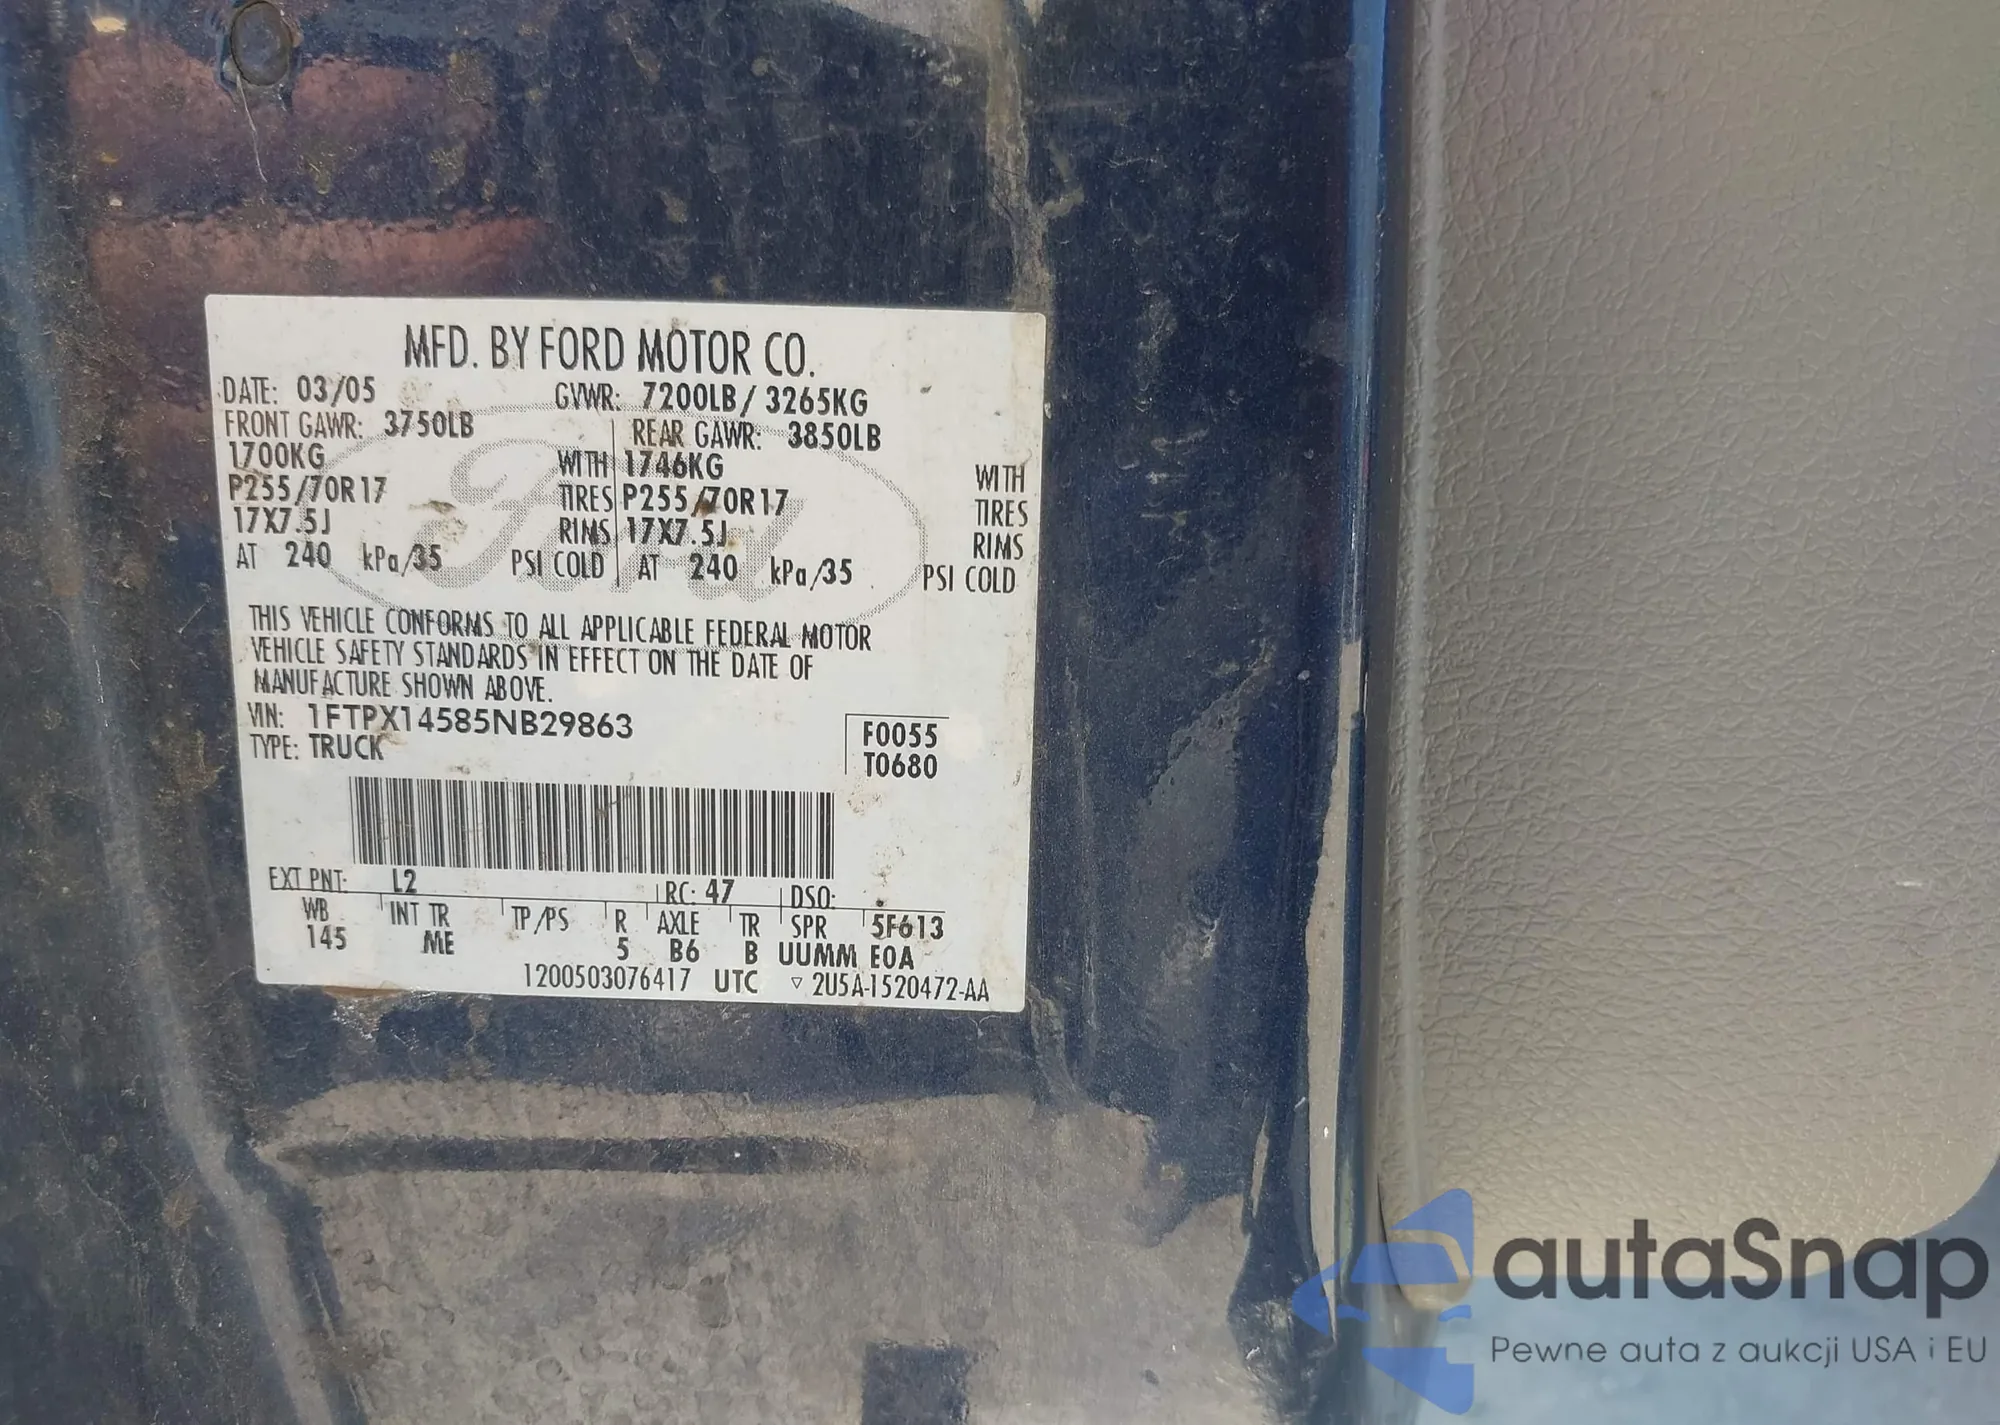 MFD. BY FORD MOTOR CO.
DATE: 03/05 GVWR: 7200LB / 3265KG
FRONT GAWR: 3750LB REAR GAWR: 3850LB
1700KG WITH 1746KG WITH
P255/70R17 TIRES P255/70R17 TIRES
17X7.5J RIMS 17X7.5J RIMS
AT 240 kPa/35 PSI COLD AT 240 kPa/35 PSI COLD
Ford
THIS VEHICLE CONFORMS TO ALL APPLICABLE FEDERAL MOTOR
VEHICLE SAFETY STANDARDS IN EFFECT ON THE DATE OF
MANUFACTURE SHOWN ABOVE.
VIN: 1FTPX14585NB29863 F0055
TYPE: TRUCK T0680
EXT PNT: L2 RC: 47 DSO:
WB INT TR TP/PS R AXLE TR SPR 5F613
145 ME 5 B6 B UUMM E0A
1200503076417 UTC ▽ 2U5A-1520472-AA
autaSnap
Pewne auta z aukcji USA i EU